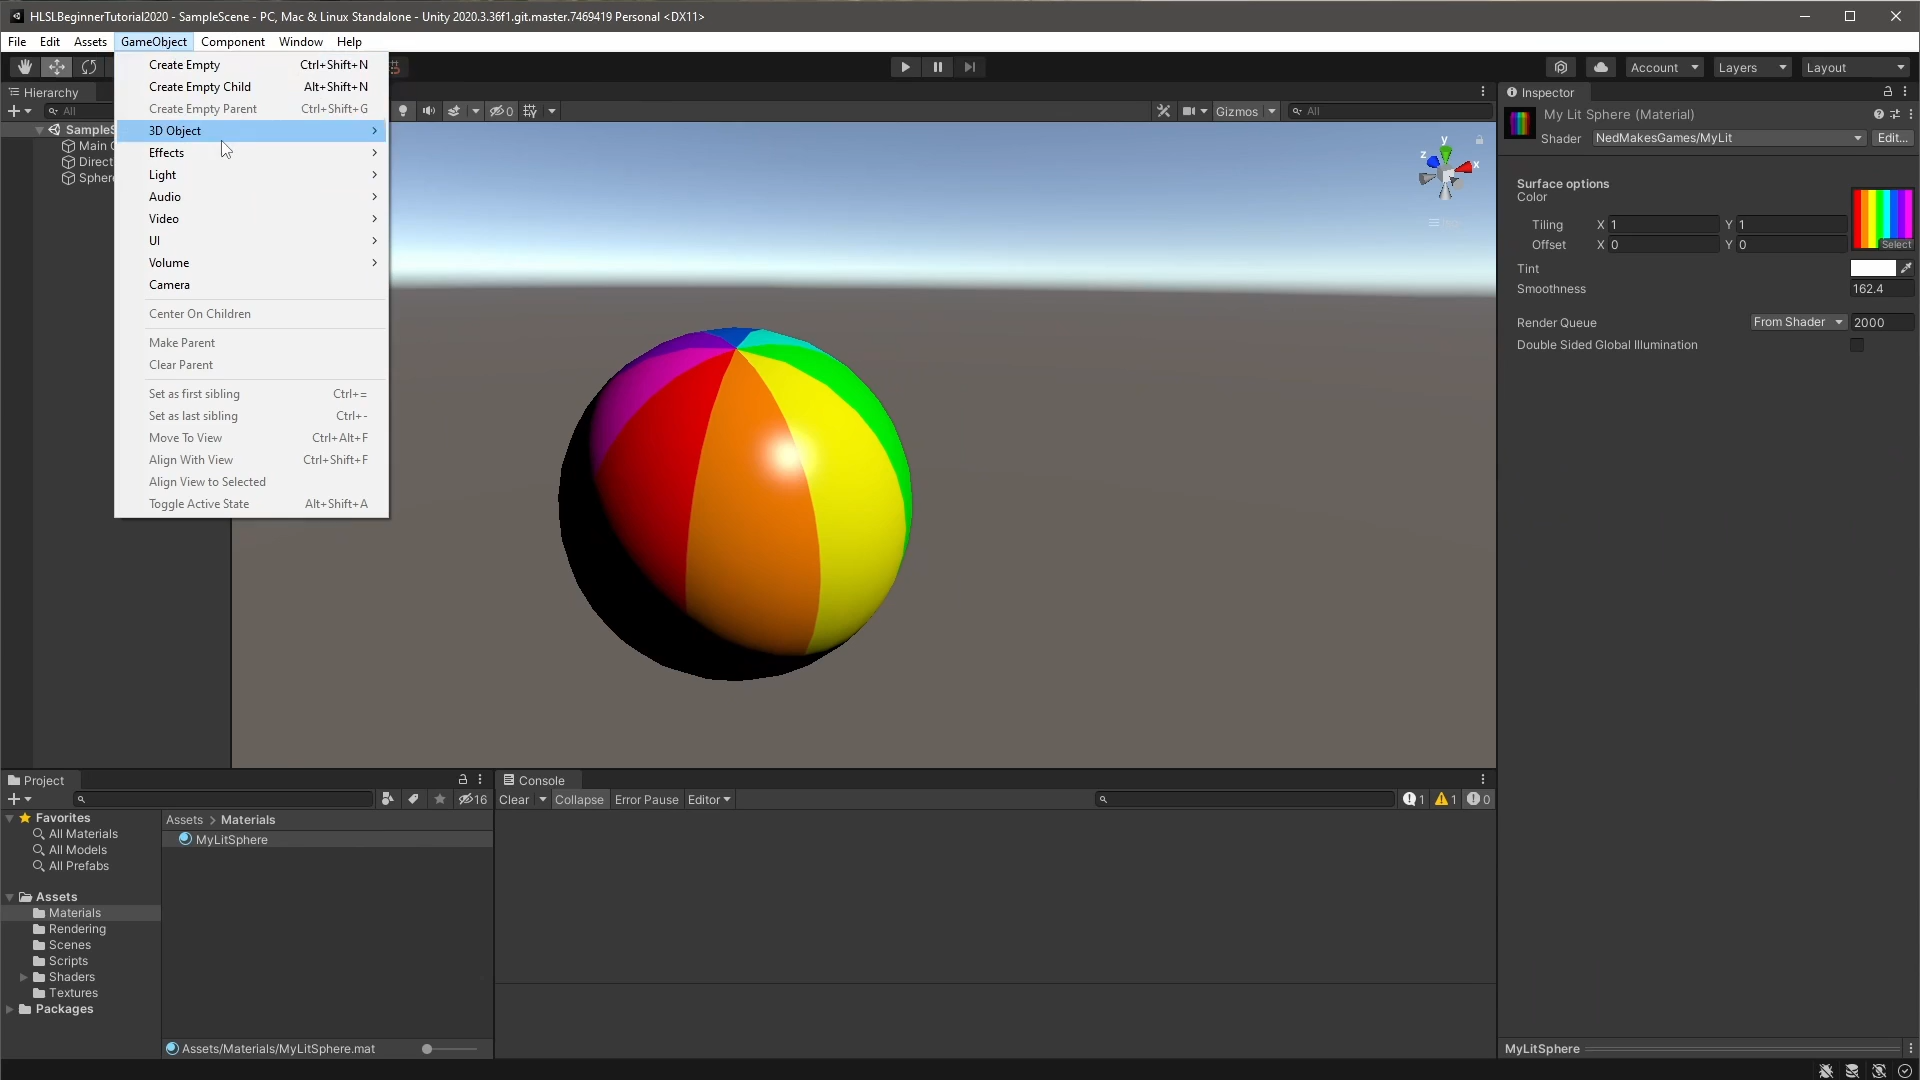 HLSLBeginnerTutorial2020 - SampleScene - PC, Mac & Linux Standalone - Unity 2020.3.36f1.git.master.7469419 Personal <DX11>
File Edit Assets GameObject Component Window Help
Account Layers Layout
Create Empty Ctrl+Shift+N
Create Empty Child Alt+Shift+N
Create Empty Parent Ctrl+Shift+G
3D Object
Effects
Light
Audio
Video
UI
Volume
Camera
Center On Children
Make Parent
Clear Parent
Set as first sibling Ctrl+=
Set as last sibling Ctrl+-
Move To View Ctrl+Alt+F
Align With View Ctrl+Shift+F
Align View to Selected
Toggle Active State Alt+Shift+A
Hierarchy
All
SampleS
Main
Direct
Sphere
0 Gizmos All
y
z x
Inspector
My Lit Sphere (Material)
Shader NedMakesGames/MyLit Edit...
Surface options
Color
Tiling X 1 Y 1
Offset X 0 Y 0
Select
Tint
Smoothness 162.4
Render Queue From Shader 2000
Double Sided Global Illumination
Project
16
Favorites
All Materials
All Models
All Prefabs
Assets
Materials
Rendering
Scenes
Scripts
Shaders
Textures
Packages
Assets > Materials
MyLitSphere
Assets/Materials/MyLitSphere.mat
Console
Clear Collapse Error Pause Editor 1 1 0
MyLitSphere